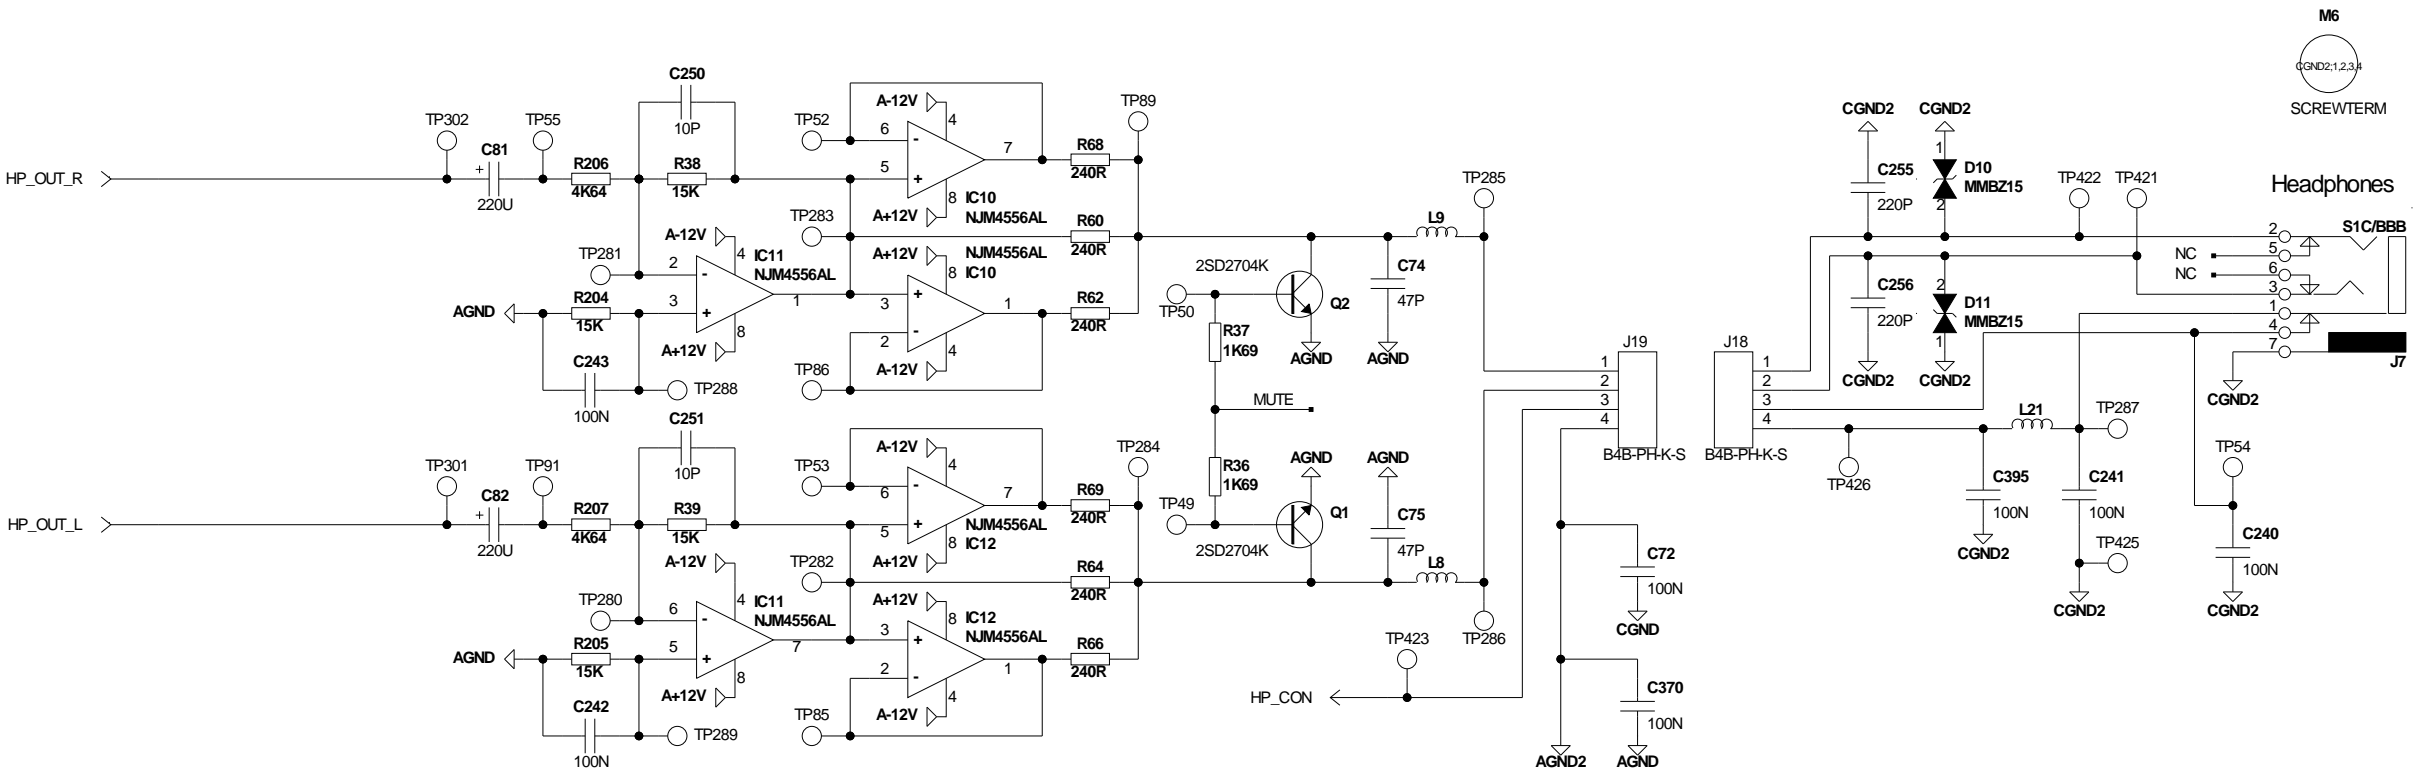 M6
CGND2;1,2,3,4
SCREWTERM
HP_OUT_R
TP302
C81
+
220U
TP55
R206
4K64
C250
10P
R38
15K
TP281
A-12V
4
IC11
NJM4556AL
2
-
3
+
1
8
A+12V
AGND
R204
15K
C243
100N
TP288
TP52
A-12V
4
6
-
5
+
7
8
IC10
NJM4556AL
A+12V
TP283
R68
240R
TP89
R60
240R
NJM4556AL
IC10
A+12V
8
3
+
2
-
1
4
A-12V
R62
240R
TP86
2SD2704K
TP50
Q2
AGND
R37
1K69
MUTE
R36
1K69
TP49
2SD2704K
Q1
AGND
C74
47P
AGND
L9
TP285
AGND
C75
47P
L8
TP286
HP_OUT_L
TP301
C82
+
220U
TP91
R207
4K64
C251
10P
R39
15K
TP280
A-12V
4
IC11
NJM4556AL
6
-
5
+
7
8
A+12V
AGND
R205
15K
C242
100N
TP289
TP53
A-12V
4
6
-
5
+
7
NJM4556AL
8
IC12
A+12V
TP282
R69
240R
TP284
R64
240R
A+12V
8
IC12
NJM4556AL
3
+
2
-
1
4
A-12V
R66
240R
TP85
HP_CON
TP423
J19
1
2
3
4
B4B-PH-K-S
C72
100N
CGND
C370
100N
AGND2
AGND
J18
1
2
3
4
B4B-PH-K-S
CGND2
C255
220P
CGND2
1
D10
MMBZ15
2
C256
220P
CGND2
2
D11
MMBZ15
1
CGND2
TP422
TP421
Headphones
S1C/BBB
2
NC
5
NC
6
3
1
4
7
J7
CGND2
TP426
L21
TP287
C395
100N
CGND2
C241
100N
TP425
CGND2
TP54
C240
100N
CGND2